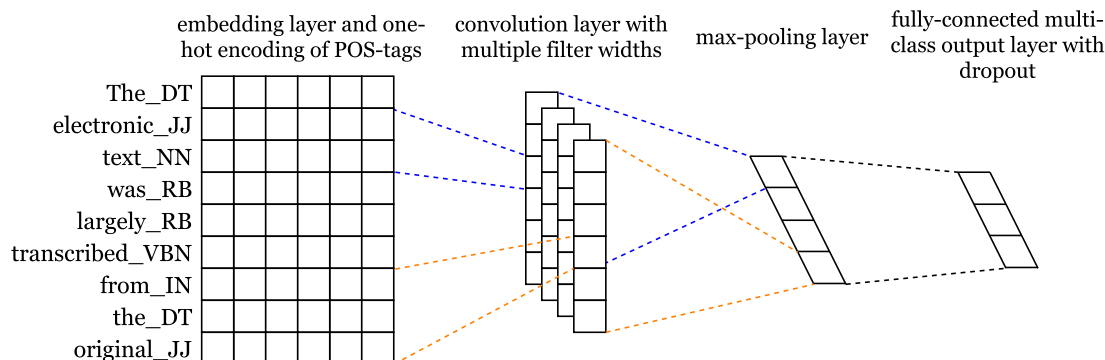 embedding layer and one-
hot encoding of POS-tags
convolution layer with
multiple filter widths
max-pooling layer
fully-connected multi-
class output layer with
dropout
The_DT
electronic_JJ
text_NN
was_RB
largely_RB
transcribed_VBN
from_IN
the_DT
original_JJ